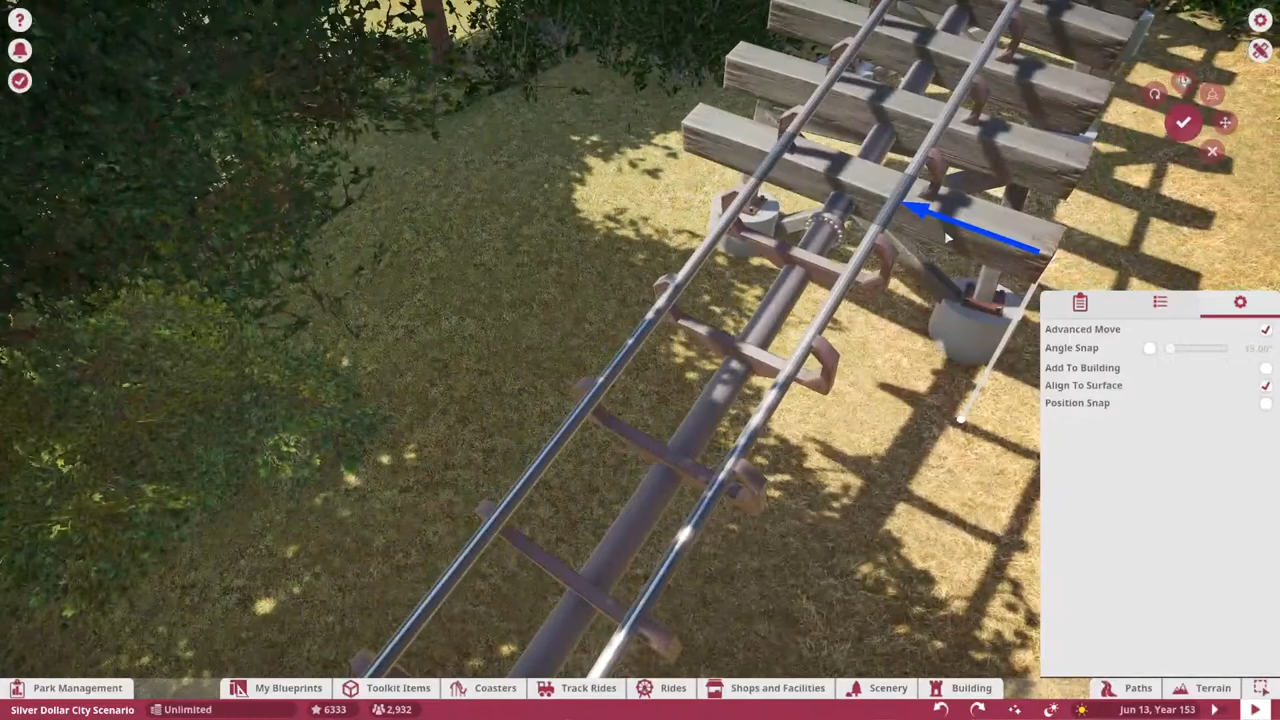 Advanced Move
Angle Snap 15.00°
Add To Building
Align To Surface
Position Snap
Park Management My Blueprints Toolkit Items Coasters Track Rides Rides Shops and Facilities Scenery Building Paths Terrain
Silver Dollar City Scenario Unlimited 6333 2,932 Jun 13, Year 153